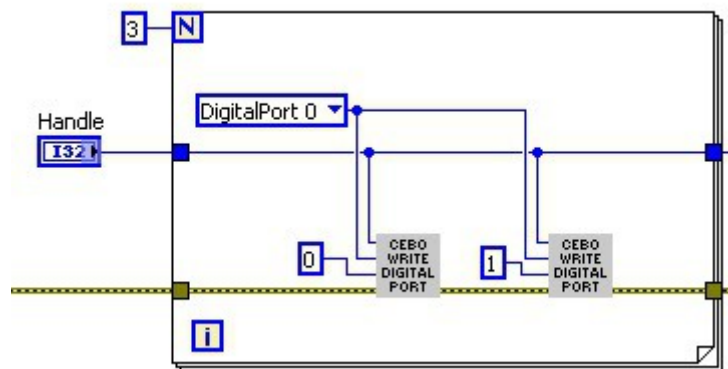 3
N
DigitalPort 0
Handle
I32
CEBO
WRITE
DIGITAL
PORT
CEBO
WRITE
DIGITAL
PORT
0
1
i